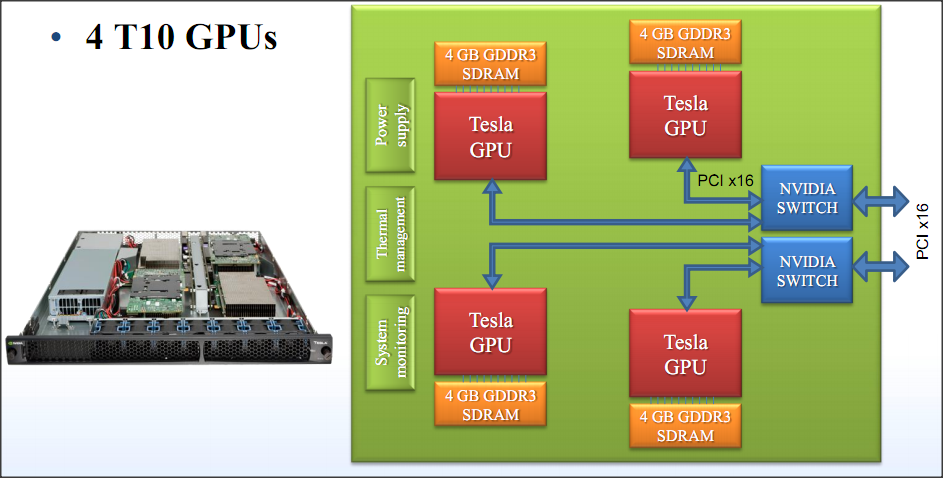 • 4 T10 GPUs
4 GB GDDR3
SDRAM
Tesla
GPU
4 GB GDDR3
SDRAM
Tesla
GPU
Power
supply
Thermal
management
System
monitoring
PCI x16
NVIDIA
SWITCH
NVIDIA
SWITCH
PCI x16
Tesla
GPU
4 GB GDDR3
SDRAM
Tesla
GPU
4 GB GDDR3
SDRAM
NVIDIA
TESLA